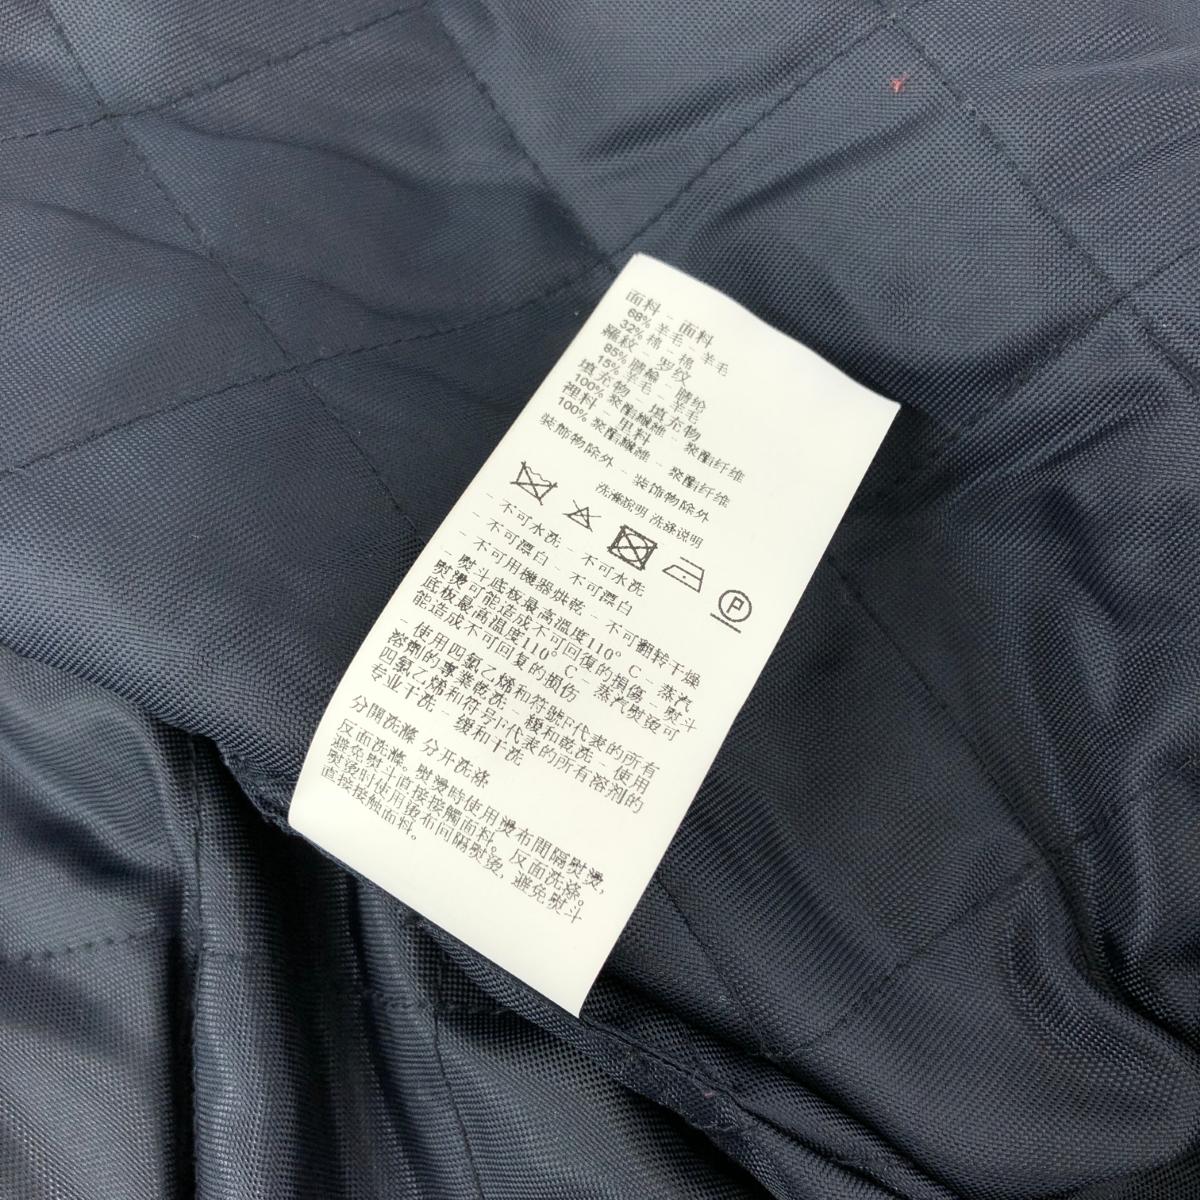 面料 - 面料
68% 羊毛 - 羊毛
32% 棉 - 棉
羅紋 - 罗纹
85% 腈綸 - 腈纶
15% 羊毛 - 羊毛
填充物 - 填充物
100% 聚酯纖維 - 聚酯纤维
裡料 - 里料
100% 聚酯纖維 - 聚酯纤维
装飾物除外 - 装饰物除外
洗滌說明 洗涤说明
P
- 不可水洗 - 不可水洗
- 不可漂白 - 不可漂白
- 不可用機器烘乾 - 不可翻转干燥
- 熨斗底板最高溫度110° C - 蒸汽
熨燙可能造成不可回復的損傷 - 熨斗
底板最高温度110° C - 蒸汽熨烫可
能造成不可回复的损伤
- 使用四氯乙烯和符號F代表的所有
溶劑的專業乾洗 - 緩和乾洗 - 使用
四氯乙烯和符号F代表的所有溶剂的
专业干洗 - 缓和干洗
分開洗滌 分开洗涤
反面洗滌。熨燙時使用燙布間隔熨燙,
避免熨斗直接接觸面料。反面洗涤。
熨烫时使用烫布间隔熨烫,避免熨斗
直接接触面料。